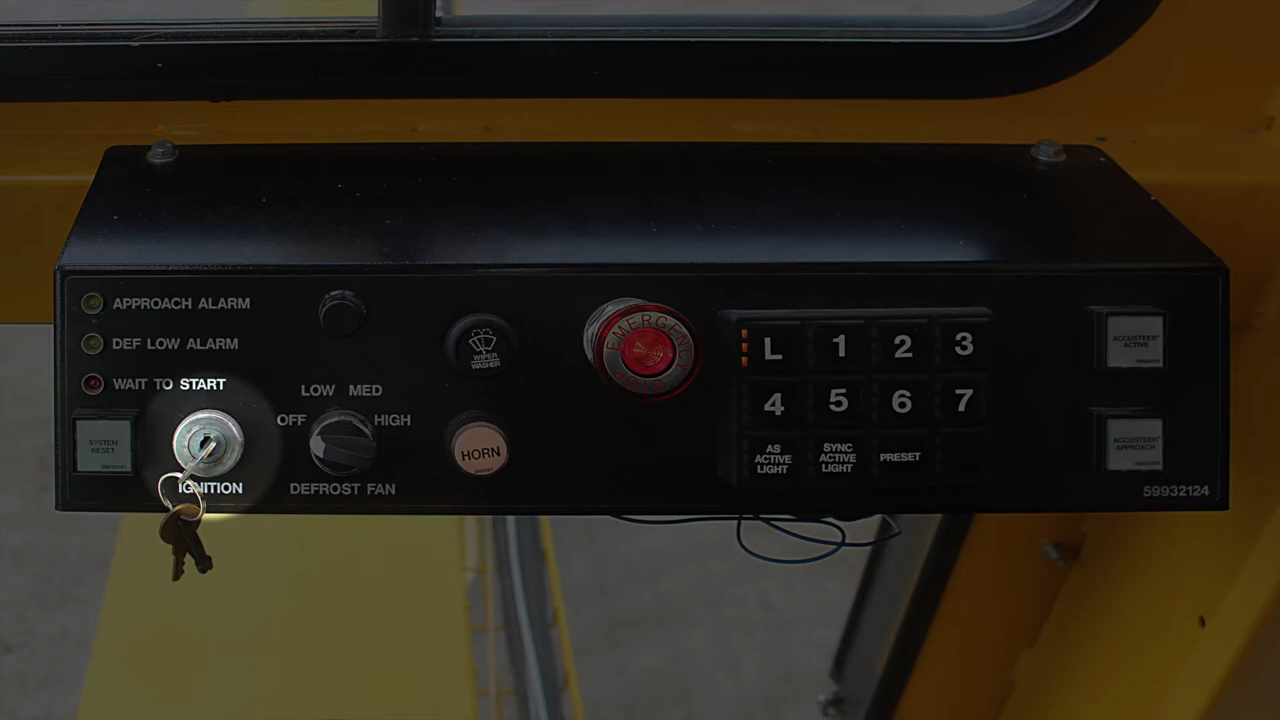 APPROACH ALARM
DEF LOW ALARM
WAIT TO START
SYSTEM
RESET
IGNITION
LOW MED
OFF HIGH
DEFROST FAN
WIPER
WASHER
HORN
EMERGENCY
STOP
L 1 2 3
4 5 6 7
AS
ACTIVE
LIGHT
SYNC
ACTIVE
LIGHT
PRESET
ACCUSTEER
ACTIVE
ACCUSTEER
APPROACH
59932124